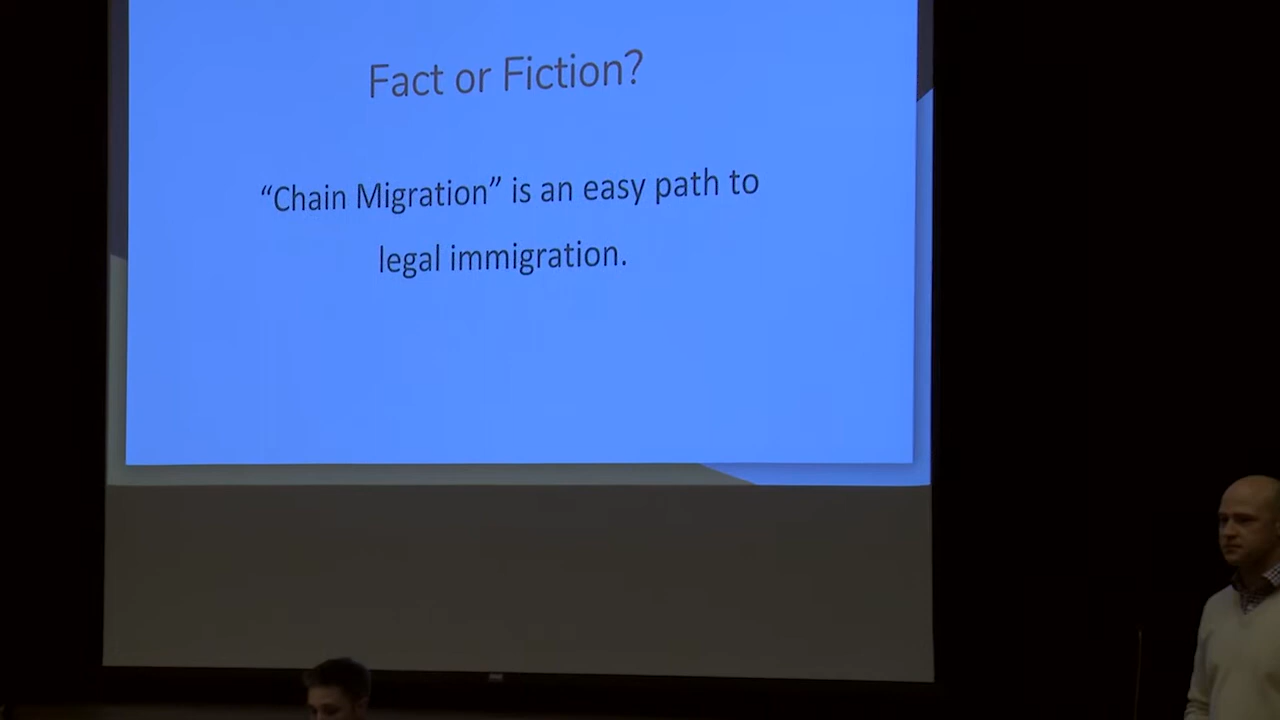 Fact or Fiction?
“Chain Migration” is an easy path to
legal immigration.